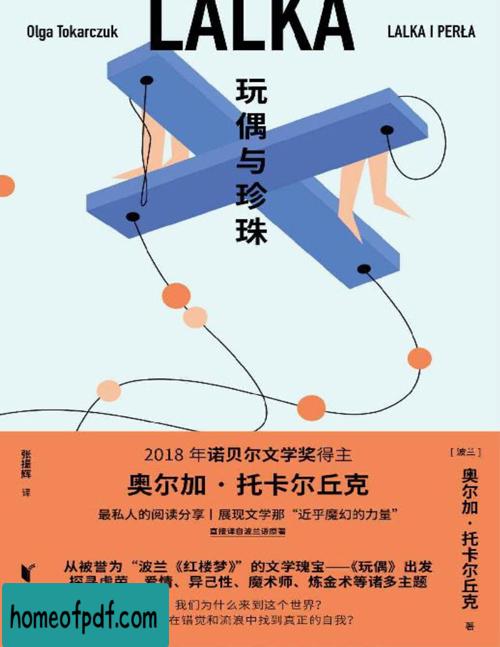 LALKA
Olga Tokarczuk
LALKA I PERŁA
玩偶与珍珠
2018 年诺贝尔文学奖得主
奥尔加·托卡尔丘克
最私人的阅读分享丨展现文学那“近乎魔幻的力量”
直接译自波兰语原著
张振辉 译
[波兰]
奥尔加·托卡尔丘克 著
从被誉为“波兰《红楼梦》”的文学瑰宝——《玩偶》出发
探寻虚荣、爱情、异己性、魔术师、炼金术等诸多主题
我们为什么来到这个世界？
在错觉和流浪中找到真正的自我？
homeofpdf.com